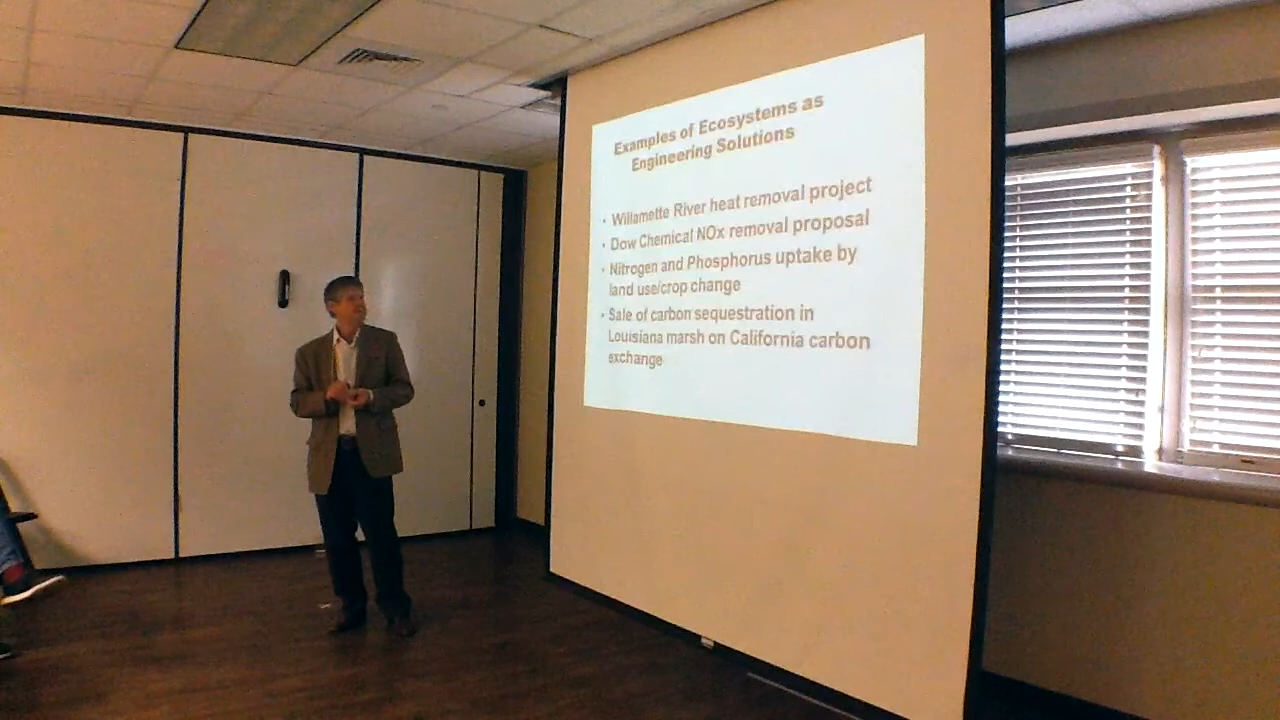 Examples of Ecosystems as
Engineering Solutions
• Willamette River heat removal project
• Dow Chemical NOx removal proposal
• Nitrogen and Phosphorus uptake by
land use/crop change
• Sale of carbon sequestration in
Louisiana marsh on California carbon
exchange